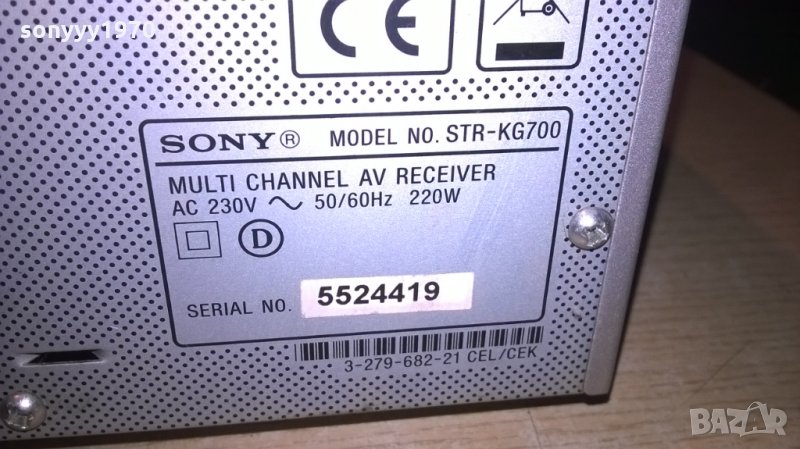 sonyyy1970
CE
SONY® MODEL NO. STR-KG700
MULTI CHANNEL AV RECEIVER
AC 230V ~ 50/60Hz 220W
D
SERIAL NO. 5524419
3-279-682-21 CEL/CEK
BAZAR